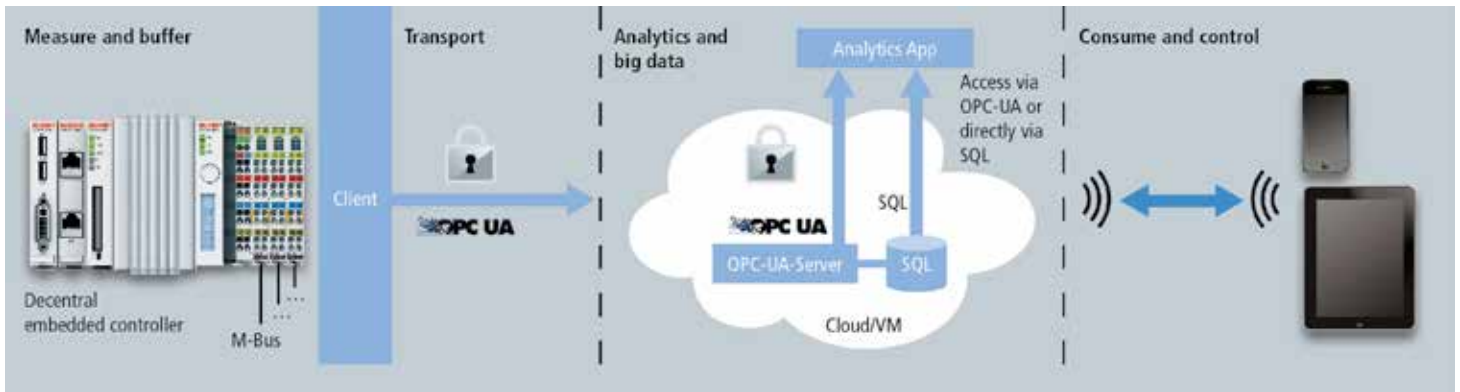 Measure and buffer
Decentral
embedded controller
M-Bus
...
...
Client
Transport
OPC UA
Analytics and
big data
Analytics App
Access via
OPC-UA or
directly via
SQL
SQL
OPC UA
OPC-UA-Server
SQL
Cloud/VM
Consume and control